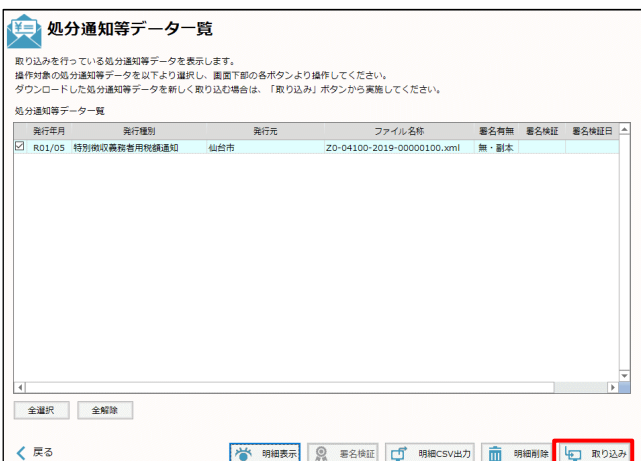 処分通知等データ一覧
取り込みを行っている処分通知等データを表示します。
操作対象の処分通知等データを以下より選択し、画面下部の各ボタンより操作してください。
ダウンロードした処分通知等データを新しく取り込む場合は、「取り込み」ボタンから実施してください。
処分通知等データ一覧
発行年月 発行種別 発行元 ファイル名称 署名有無 署名検証 署名検証日
R01/05 特別徴収義務者用税額通知 仙台市 Z0-04100-2019-00000100.xml 無・副本
全選択 全解除
戻る 明細表示 署名検証 明細CSV出力 明細削除 取り込み